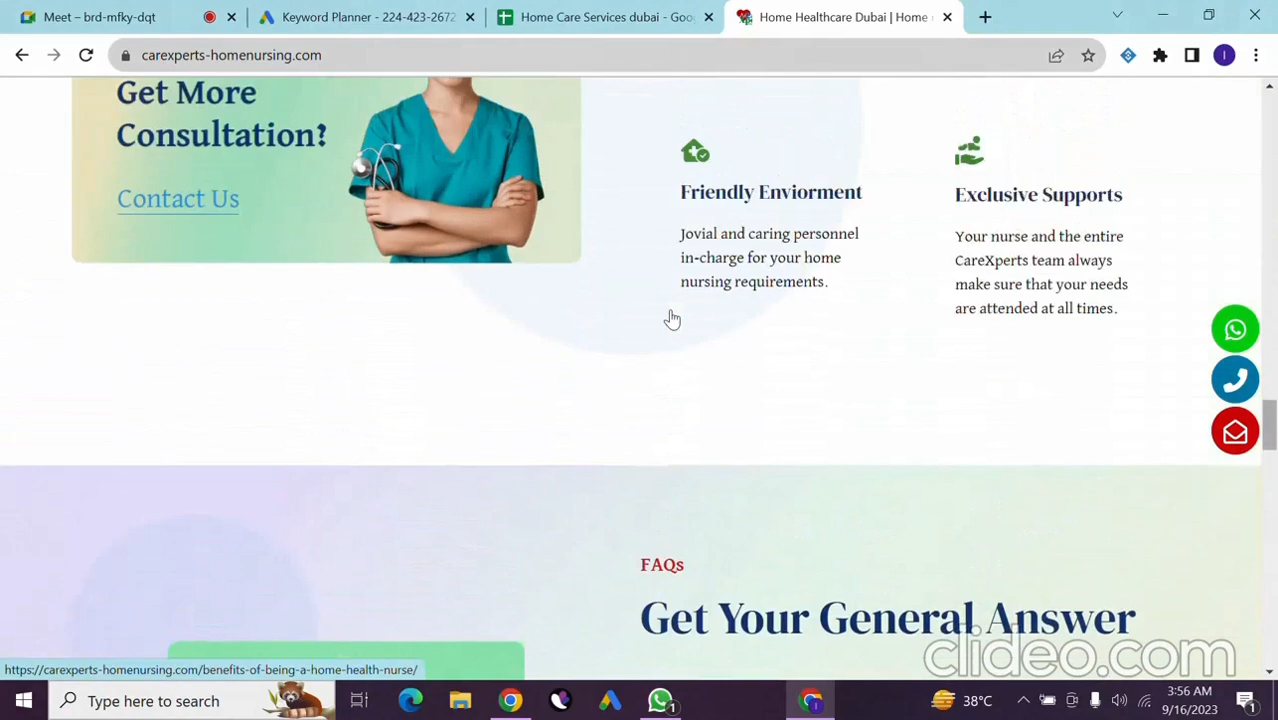 Meet – brd-mfky-dqt
Keyword Planner - 224-423-2672
Home Care Services dubai - Goo
Home Healthcare Dubai | Home
carexperts-homenursing.com
I
Get More
Consultation?
Contact Us
Friendly Enviorment
Jovial and caring personnel
in-charge for your home
nursing requirements.
Exclusive Supports
Your nurse and the entire
CareXperts team always
make sure that your needs
are attended at all times.
FAQs
Get Your General Answer
clideo.com
https://carexperts-homenursing.com/benefits-of-being-a-home-health-nurse/
Type here to search
1
38°C
3:56 AM
9/16/2023
1